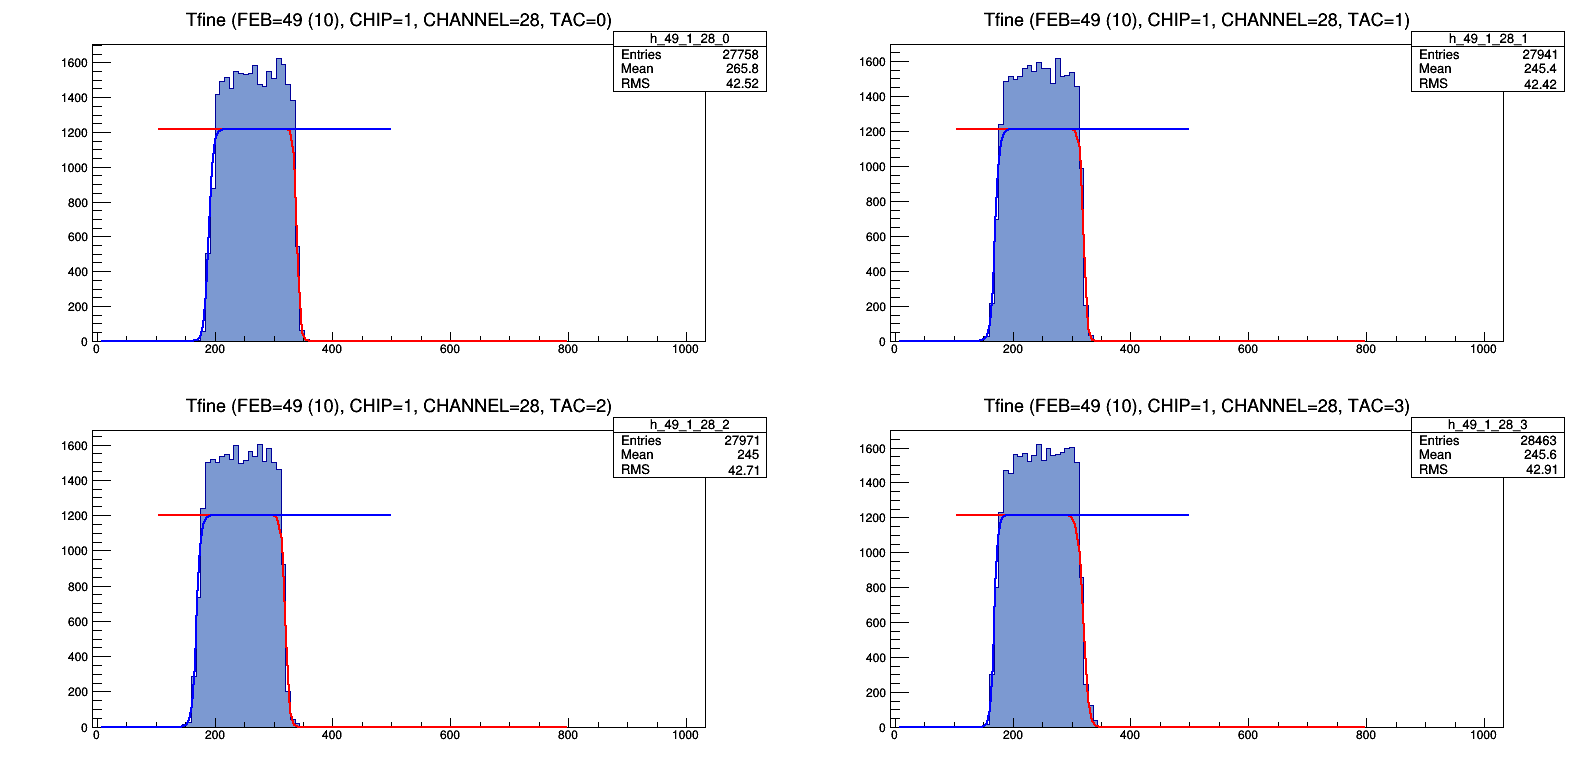 Tfine (FEB=49 (10), CHIP=1, CHANNEL=28, TAC=0)
h_49_1_28_0
Entries 27758
Mean 265.8
RMS 42.52
1600
1400
1200
1000
800
600
400
200
0
0 200 400 600 800 1000
Tfine (FEB=49 (10), CHIP=1, CHANNEL=28, TAC=1)
h_49_1_28_1
Entries 27941
Mean 245.4
RMS 42.42
1600
1400
1200
1000
800
600
400
200
0
0 200 400 600 800 1000
Tfine (FEB=49 (10), CHIP=1, CHANNEL=28, TAC=2)
h_49_1_28_2
Entries 27971
Mean 245
RMS 42.71
1600
1400
1200
1000
800
600
400
200
0
0 200 400 600 800 1000
Tfine (FEB=49 (10), CHIP=1, CHANNEL=28, TAC=3)
h_49_1_28_3
Entries 28463
Mean 245.6
RMS 42.91
1600
1400
1200
1000
800
600
400
200
0
0 200 400 600 800 1000